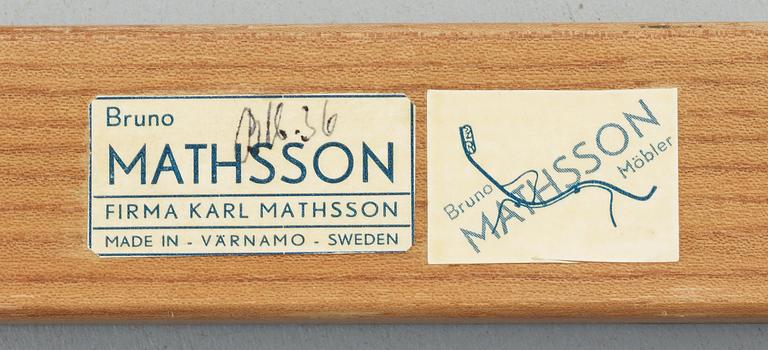 Bruno
MATHSSON
FIRMA KARL MATHSSON
MADE IN - VÄRNAMO - SWEDEN
Bruno
MATHSSON
Möbler